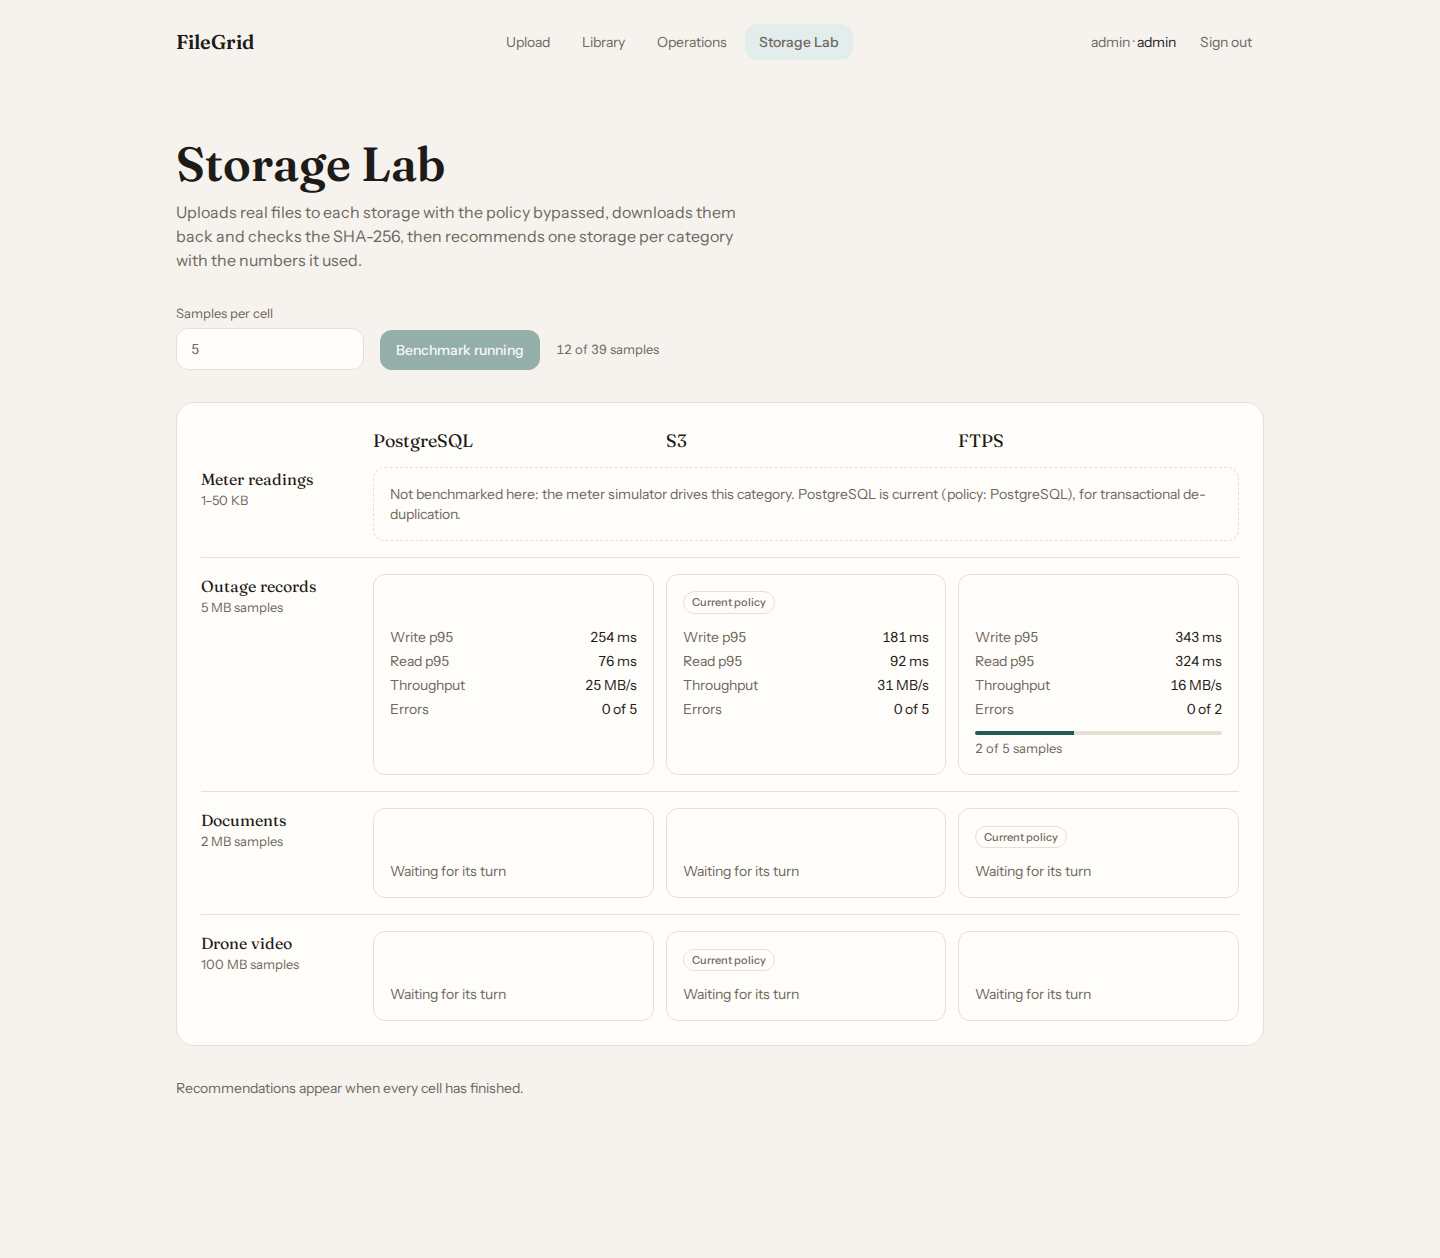 FileGrid
Upload
Library
Operations
Storage Lab
admin · admin
Sign out
Storage Lab
Uploads real files to each storage with the policy bypassed, downloads them
back and checks the SHA-256, then recommends one storage per category
with the numbers it used.
Samples per cell
5
Benchmark running
12 of 39 samples
PostgreSQL
S3
FTPS
Meter readings
1–50 KB
Not benchmarked here: the meter simulator drives this category. PostgreSQL is current (policy: PostgreSQL), for transactional de-
duplication.
Outage records
5 MB samples
Write p95 254 ms
Read p95 76 ms
Throughput 25 MB/s
Errors 0 of 5
Current policy
Write p95 181 ms
Read p95 92 ms
Throughput 31 MB/s
Errors 0 of 5
Write p95 343 ms
Read p95 324 ms
Throughput 16 MB/s
Errors 0 of 2
2 of 5 samples
Documents
2 MB samples
Waiting for its turn
Waiting for its turn
Current policy
Waiting for its turn
Drone video
100 MB samples
Waiting for its turn
Current policy
Waiting for its turn
Waiting for its turn
Recommendations appear when every cell has finished.